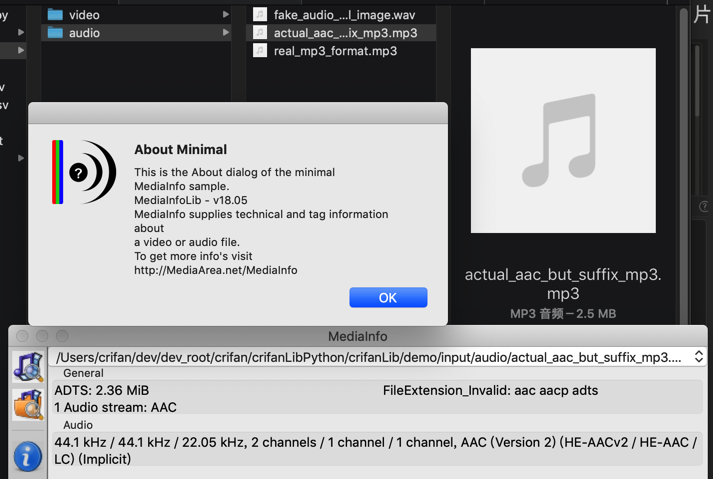 video
audio
fake_audio_...l_image.wav
actual_aac_...ix_mp3.mp3
real_mp3_format.mp3
片
sv
About Minimal
This is the About dialog of the minimal
MediaInfo sample.
MediaInfoLib - v18.05
MediaInfo supplies technical and tag information
about
a video or audio file.
To get more info's visit
http://MediaArea.net/MediaInfo
OK
actual_aac_but_suffix_mp3.
mp3
MP3 音频 – 2.5 MB
MediaInfo
/Users/crifan/dev/dev_root/crifan/crifanLibPython/crifanLib/demo/input/audio/actual_aac_but_suffix_mp3....
General
ADTS: 2.36 MiB
FileExtension_Invalid: aac aacp adts
1 Audio stream: AAC
Audio
44.1 kHz / 44.1 kHz / 22.05 kHz, 2 channels / 1 channel / 1 channel, AAC (Version 2) (HE-AACv2 / HE-AAC /
LC) (Implicit)